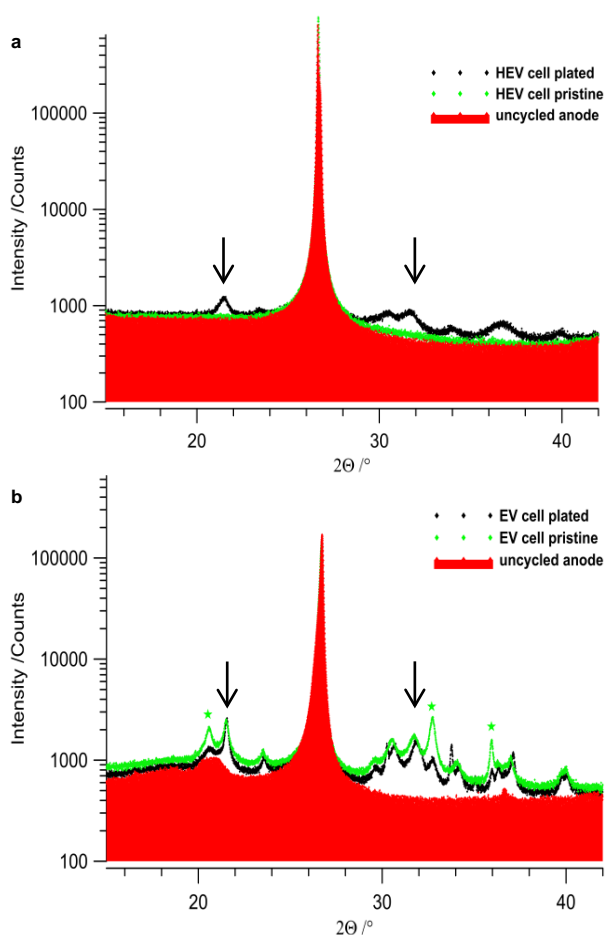 a
HEV cell plated
HEV cell pristine
uncycled anode
Intensity /Counts
100000
10000
1000
100
20 30 40
2Θ /°
b
EV cell plated
EV cell pristine
uncycled anode
Intensity /Counts
100000
10000
1000
100
20 30 40
2Θ /°